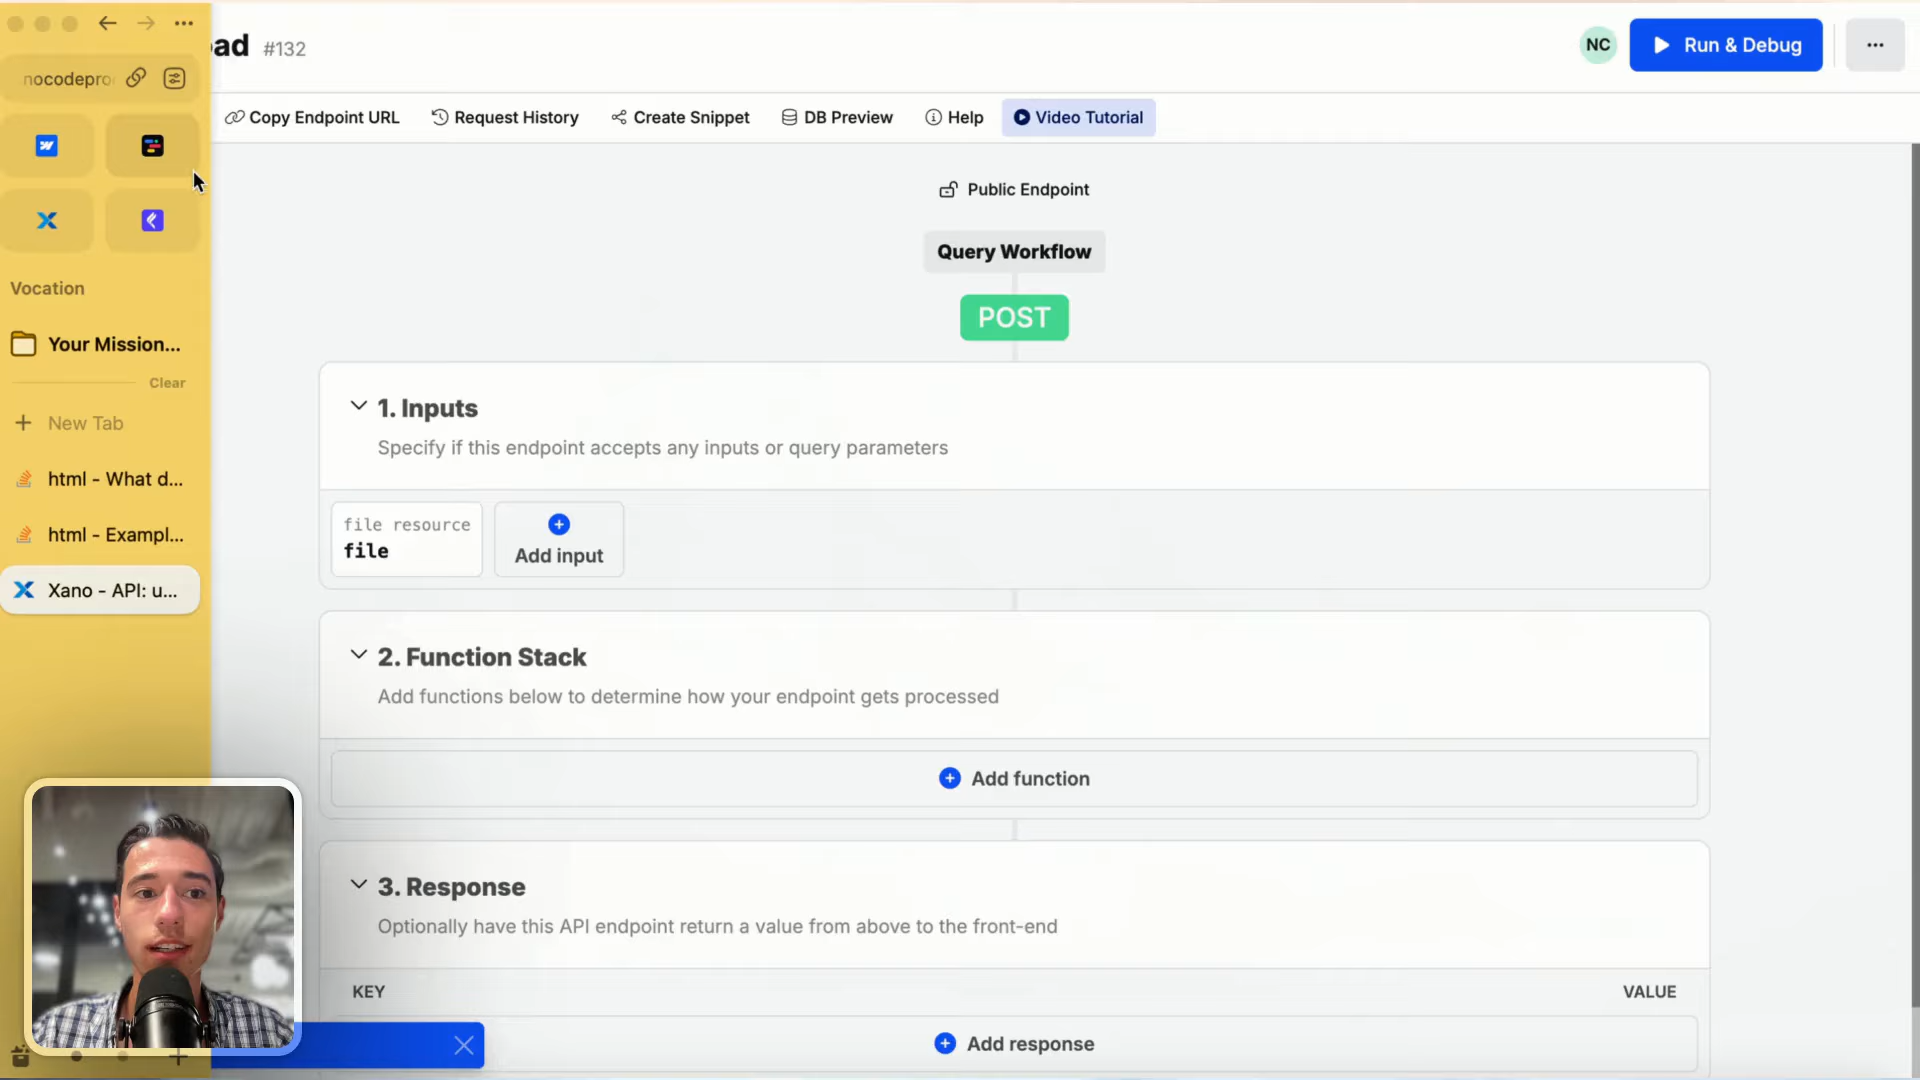 oad #132
NC
Run & Debug
nocodepro
Copy Endpoint URL
Request History
Create Snippet
DB Preview
Help
Video Tutorial
Public Endpoint
Query Workflow
POST
Vocation
Your Mission...
Clear
New Tab
html - What d...
html - Exampl...
Xano - API: u...
1. Inputs
Specify if this endpoint accepts any inputs or query parameters
file resource
file
Add input
2. Function Stack
Add functions below to determine how your endpoint gets processed
Add function
3. Response
Optionally have this API endpoint return a value from above to the front-end
KEY
VALUE
Add response